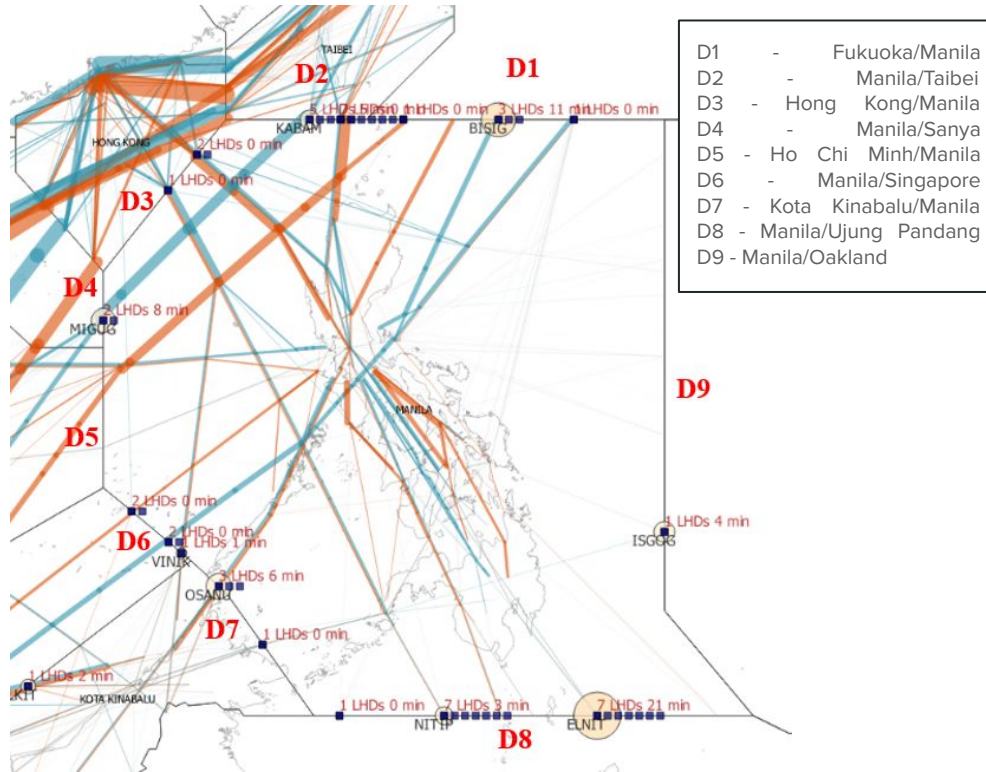 TAIBEI
D1
D2
KABAM
1 LHDs 0 min
BISIG
3 LHDs 11 min
1 LHDs 0 min
HONG KONG
2 LHDs 0 min
1 LHDs 0 min
D3
D4
2 LHDs 8 min
MIGUG
D9
MANILA
D5
2 LHDs 0 min
D6
2 LHDs 0 min
1 LHDs 1 min
VINIK
1 LHDs 4 min
ISGOG
3 LHDs 6 min
OSANU
D7
1 LHDs 0 min
1 LHDs 2 min
KOTA KINABALU
1 LHDs 0 min
7 LHDs 3 min
NITIP
7 LHDs 21 min
ELNIT
D8
D1 - Fukuoka/Manila
D2 - Manila/Taibei
D3 - Hong Kong/Manila
D4 - Manila/Sanya
D5 - Ho Chi Minh/Manila
D6 - Manila/Singapore
D7 - Kota Kinabalu/Manila
D8 - Manila/Ujung Pandang
D9 - Manila/Oakland